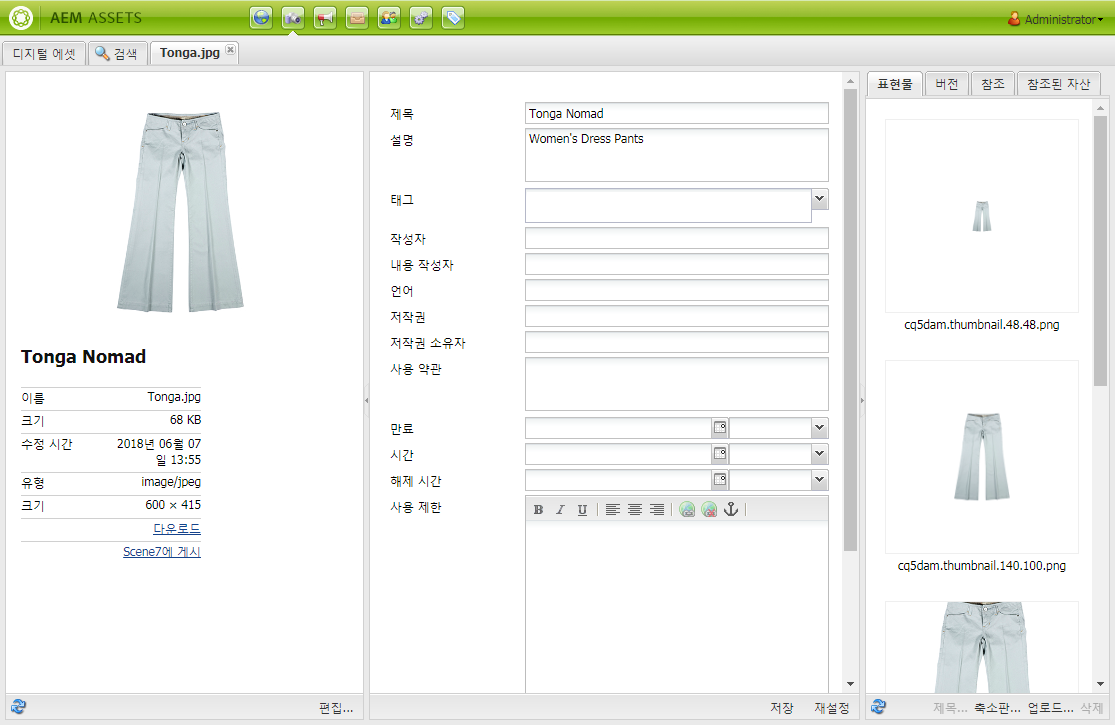 AEM ASSETS
Administrator
디지털 에셋
검색
Tonga.jpg
Tonga Nomad
이름 Tonga.jpg
크기 68 KB
수정 시간 2018년 06월 07
일 13:55
유형 image/jpeg
크기 600 × 415
다운로드
Scene7에 게시
편집...
제목 Tonga Nomad
설명 Women's Dress Pants
태그
작성자
내용 작성자
언어
저작권
저작권 소유자
사용 약관
만료
시간
해제 시간
사용 제한
B I U
저장 재설정
표현물 버전 참조 참조된 자산
cq5dam.thumbnail.48.48.png
cq5dam.thumbnail.140.100.png
제목... 축소판... 업로드... 삭제